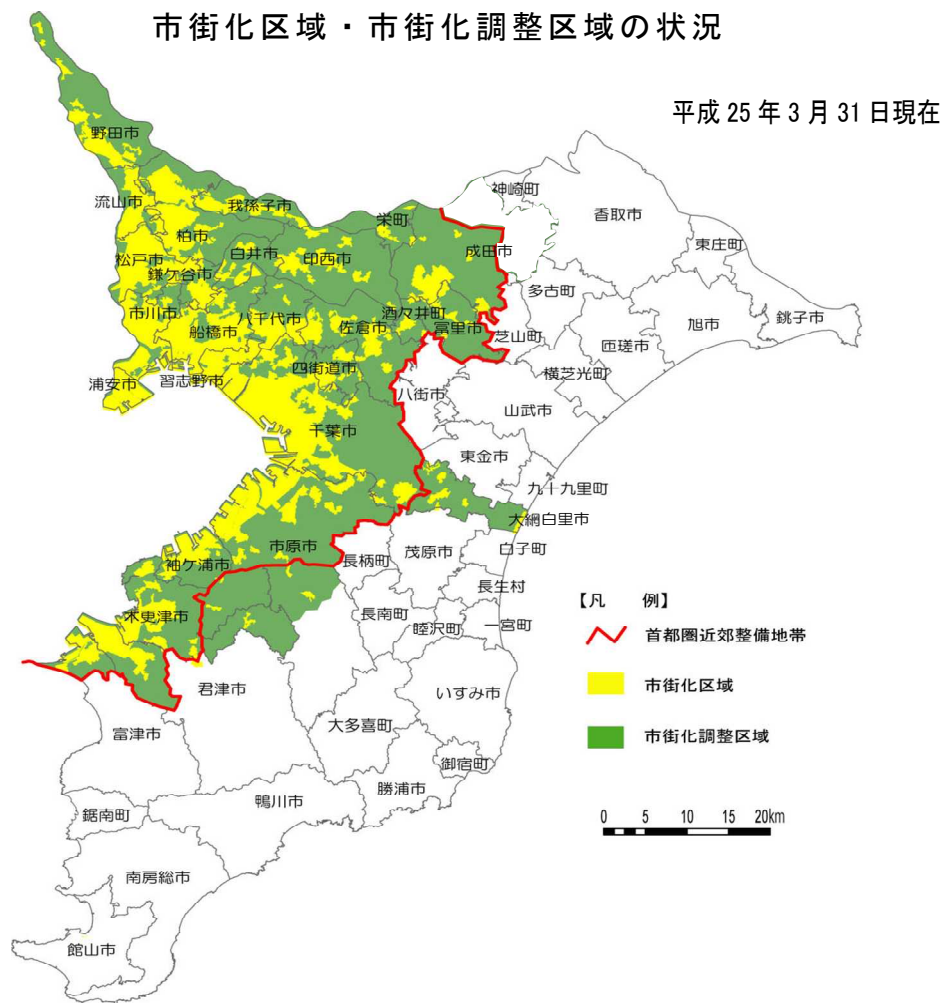 市街化区域・市街化調整区域の状況
平成25年3月31日現在
野田市
神崎町
香取市
流山市
我孫子市
栄町
柏市
東庄町
成田市
松戸市
白井市
印西市
鎌ケ谷市
多古町
市川市
酒々井町
旭市
銚子市
船橋市
八千代市
佐倉市
富里市
芝山町
匝瑳市
四街道市
横芝光町
浦安市
習志野市
八街市
山武市
千葉市
東金市
九十九里町
大網白里市
市原市
長柄町
茂原市
白子町
袖ケ浦市
長生村
【凡 例】
木更津市
長南町
睦沢町
一宮町
首都圏近郊整備地帯
君津市
いすみ市
市街化区域
富津市
大多喜町
市街化調整区域
御宿町
勝浦市
鴨川市
鋸南町
0 5 10 15 20km
南房総市
館山市